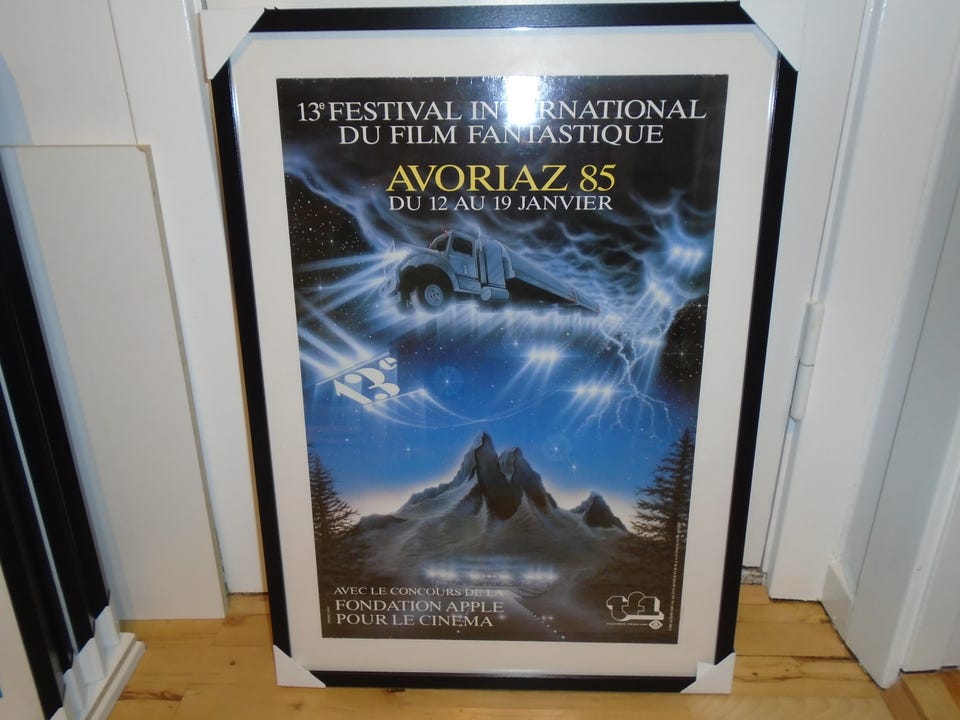 13e FESTIVAL INTERNATIONAL
DU FILM FANTASTIQUE
AVORIAZ 85
DU 12 AU 19 JANVIER
13e
AVEC LE CONCOURS DE LA
FONDATION APPLE
POUR LE CINEMA
tf1